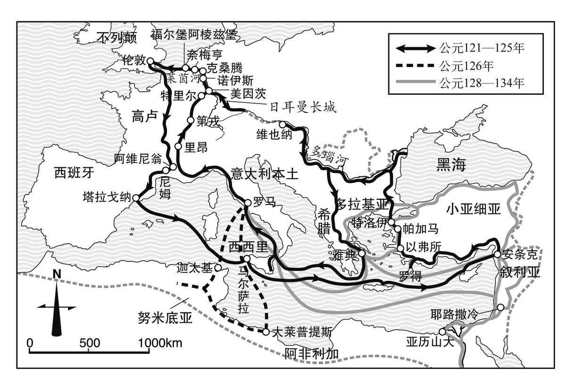 公元121—125年
公元126年
公元128—134年
不列颠
福尔堡阿棱兹堡
伦敦
奈梅亨
克桑腾
莱茵河
诺伊斯
特里尔
美因茨
日耳曼长城
高卢
第戎
维也纳
里昂
多瑙河
阿维尼翁
尼姆
西班牙
意大利本土
黑海
塔拉戈纳
罗马
多拉基亚
小亚细亚
希腊
特洛伊
帕加马
西西里
雅典
以弗所
安条克
迦太基
马尔萨拉
罗得
叙利亚
N
努米底亚
耶路撒冷
大莱普提斯
亚历山大
阿非利加
0
500
1000km